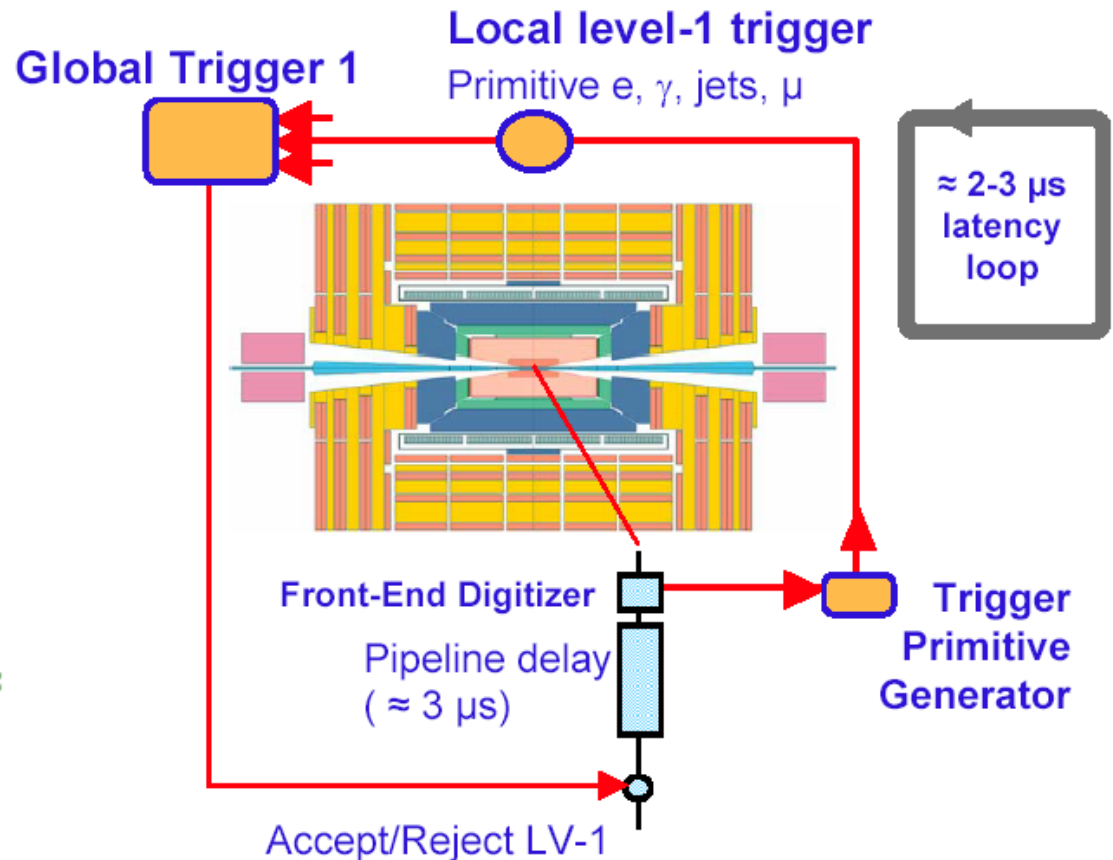 Local level-1 trigger
Primitive e, γ, jets, μ
Global Trigger 1
≈ 2-3 μs
latency
loop
Front-End Digitizer
Pipeline delay
( ≈ 3 μs)
Trigger
Primitive
Generator
Accept/Reject LV-1